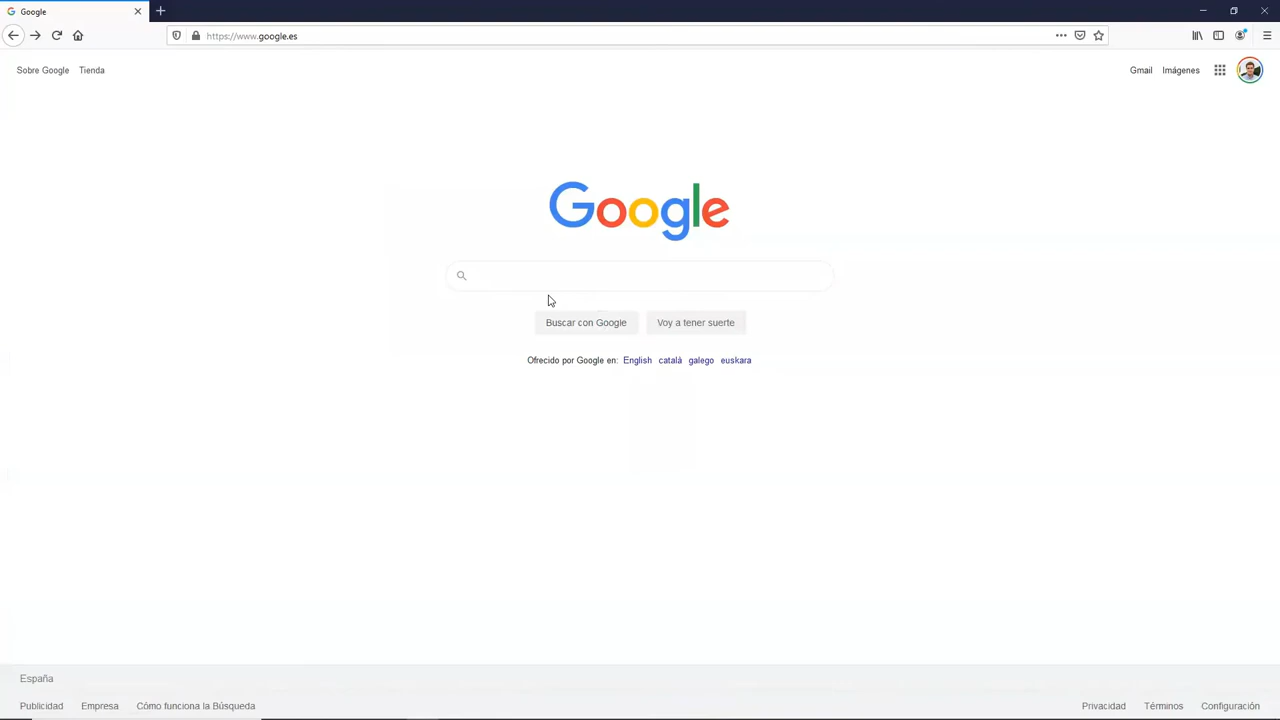 Google
https://www.google.es
Sobre Google Tienda
Gmail Imágenes
Google
Buscar con Google Voy a tener suerte
Ofrecido por Google en: English català galego euskara
España
Publicidad Empresa Cómo funciona la Búsqueda
Privacidad Términos Configuración